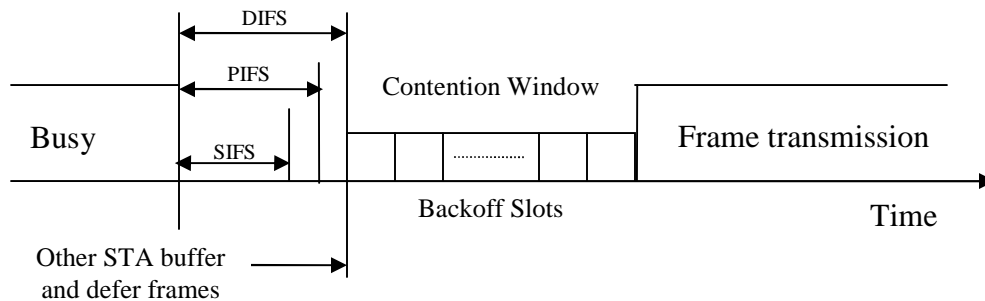 DIFS
PIFS
Contention Window
Busy
SIFS
Frame transmission
Backoff Slots
Time
Other STA buffer
and defer frames